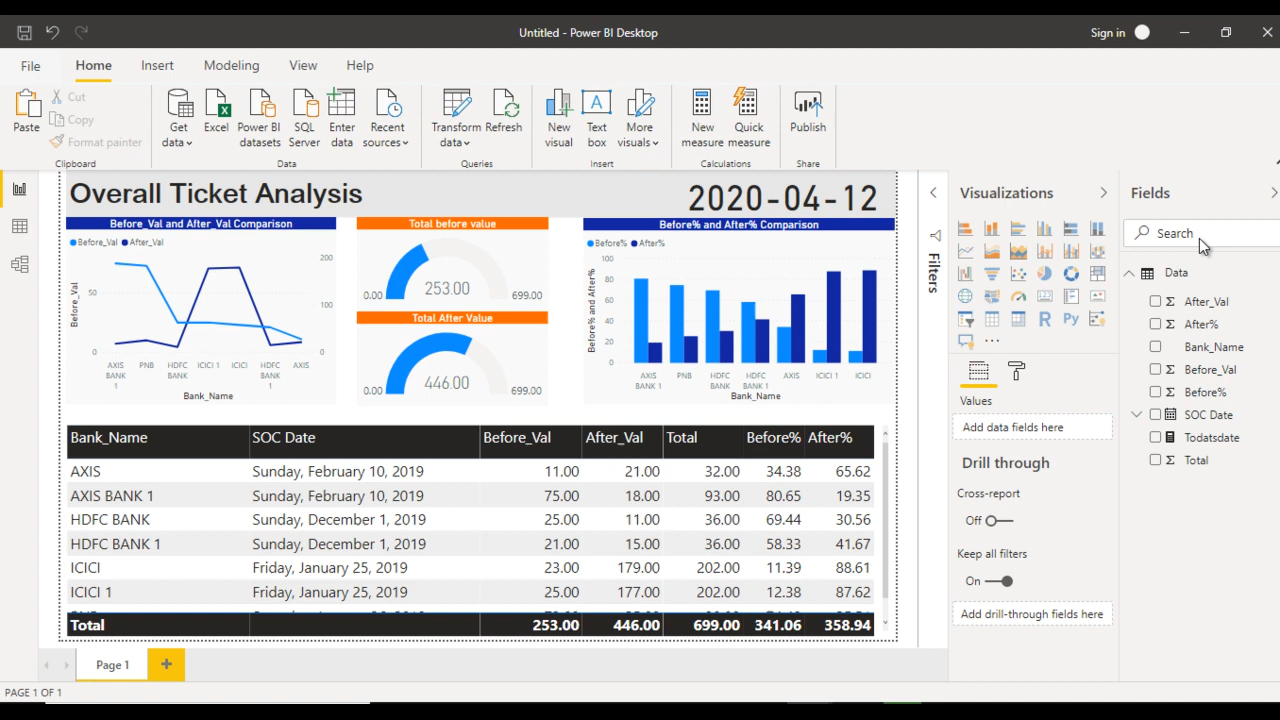 Untitled - Power BI Desktop
Sign in
File Home Insert Modeling View Help
Paste
Cut
Copy
Format painter
Get data
Excel
Power BI datasets
SQL Server
Enter data
Recent sources
Transform data
Refresh
New visual
Text box
More visuals
New measure
Quick measure
Publish
Clipboard Data Queries Insert Calculations Share
Overall Ticket Analysis
2020-04-12
Before_Val and After_Val Comparison
Before_Val After_Val
Before_Val
50
0
200
100
0
AXIS BANK 1
PNB
HDFC BANK
ICICI 1
ICICI
HDFC BANK 1
AXIS
Bank_Name
Total before value
253.00
0.00 699.00
Total After Value
446.00
0.00 699.00
Before% and After% Comparison
Before% After%
Before% and After%
100
80
60
40
20
0
AXIS BANK 1
PNB
HDFC BANK
HDFC BANK 1
AXIS
ICICI 1
ICICI
Bank_Name
Bank_Name SOC Date Before_Val After_Val Total Before% After%
AXIS Sunday, February 10, 2019 11.00 21.00 32.00 34.38 65.62
AXIS BANK 1 Sunday, February 10, 2019 75.00 18.00 93.00 80.65 19.35
HDFC BANK Sunday, December 1, 2019 25.00 11.00 36.00 69.44 30.56
HDFC BANK 1 Sunday, December 1, 2019 21.00 15.00 36.00 58.33 41.67
ICICI Friday, January 25, 2019 23.00 179.00 202.00 11.39 88.61
ICICI 1 Friday, January 25, 2019 25.00 177.00 202.00 12.38 87.62
Total 253.00 446.00 699.00 341.06 358.94
Page 1
PAGE 1 OF 1
Filters
Visualizations
R
Py
Values
Add data fields here
Drill through
Cross-report
Off
Keep all filters
On
Add drill-through fields here
Fields
Search
Data
Σ After_Val
Σ After%
Bank_Name
Σ Before_Val
Σ Before%
SOC Date
Todatsdate
Σ Total